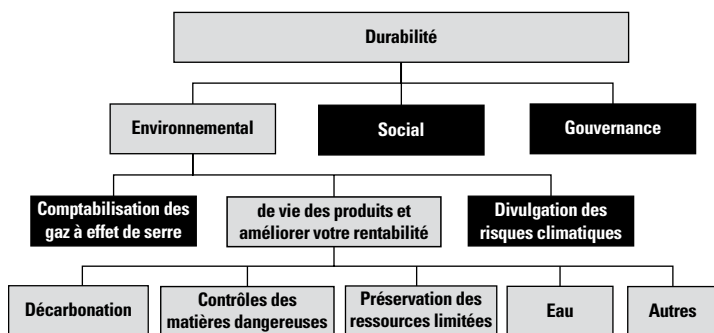 Durabilité
Environnemental
Social
Gouvernance
Comptabilisation des
gaz à effet de serre
de vie des produits et
améliorer votre rentabilité
Divulgation des
risques climatiques
Décarbonation
Contrôles des
matières dangereuses
Préservation des
ressources limitées
Eau
Autres